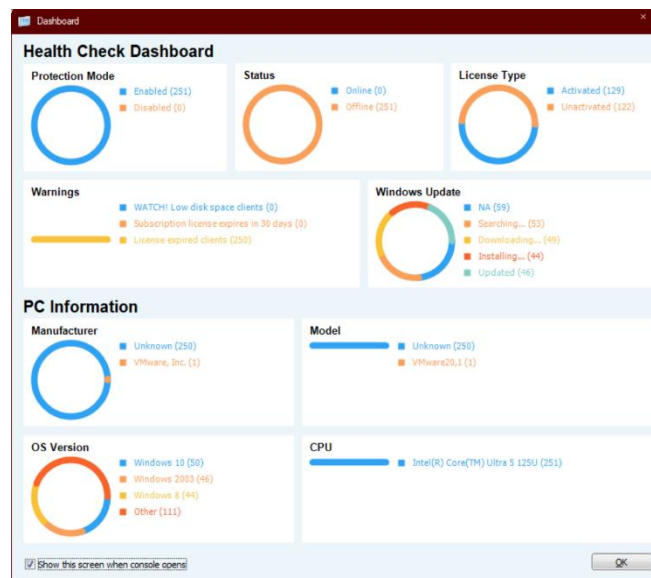 Dashboard
Health Check Dashboard
Protection Mode
Enabled (251)
Disabled (0)
Status
Online (0)
Offline (251)
License Type
Activated (129)
Unactivated (122)
Warnings
WATCH! Low disk space clients (0)
Subscription license expires in 30 days (0)
License expired clients (250)
Windows Update
NA (59)
Searching... (53)
Downloading... (49)
Installing... (44)
Updated (46)
PC Information
Manufacturer
Unknown (250)
VMware, Inc. (1)
Model
Unknown (250)
VMware20,1 (1)
OS Version
Windows 10 (50)
Windows 2003 (46)
Windows 8 (44)
Other (111)
CPU
Intel(R) Core(TM) Ultra 5 125U (251)
Show this screen when console opens
OK